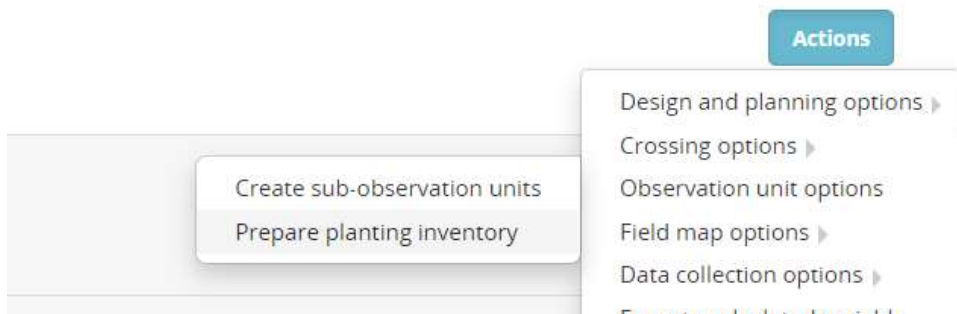 Actions
Design and planning options
Crossing options
Create sub-observation units
Observation unit options
Prepare planting inventory
Field map options
Data collection options